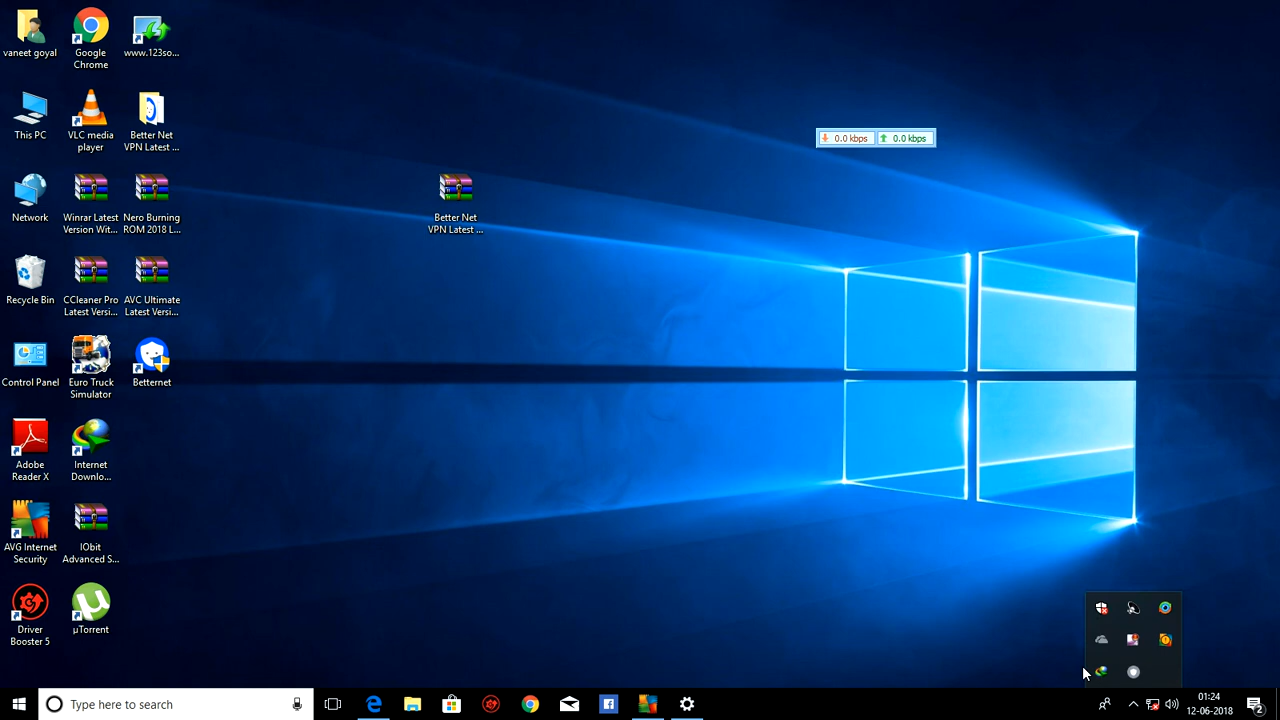 vaneet goyal
Google
Chrome
www.123so...
This PC
VLC media
player
Better Net
VPN Latest ...
Network
Winrar Latest
Version Wit...
Nero Burning
ROM 2018 L...
Better Net
VPN Latest ...
Recycle Bin
CCleaner Pro
Latest Versi...
AVC Ultimate
Latest Versi...
Control Panel
Euro Truck
Simulator
Betternet
Adobe
Reader X
Internet
Downlo...
AVG Internet
Security
IObit
Advanced S...
Driver
Booster 5
µTorrent
0.0 kbps
0.0 kbps
Type here to search
01:24
12-06-2018
2